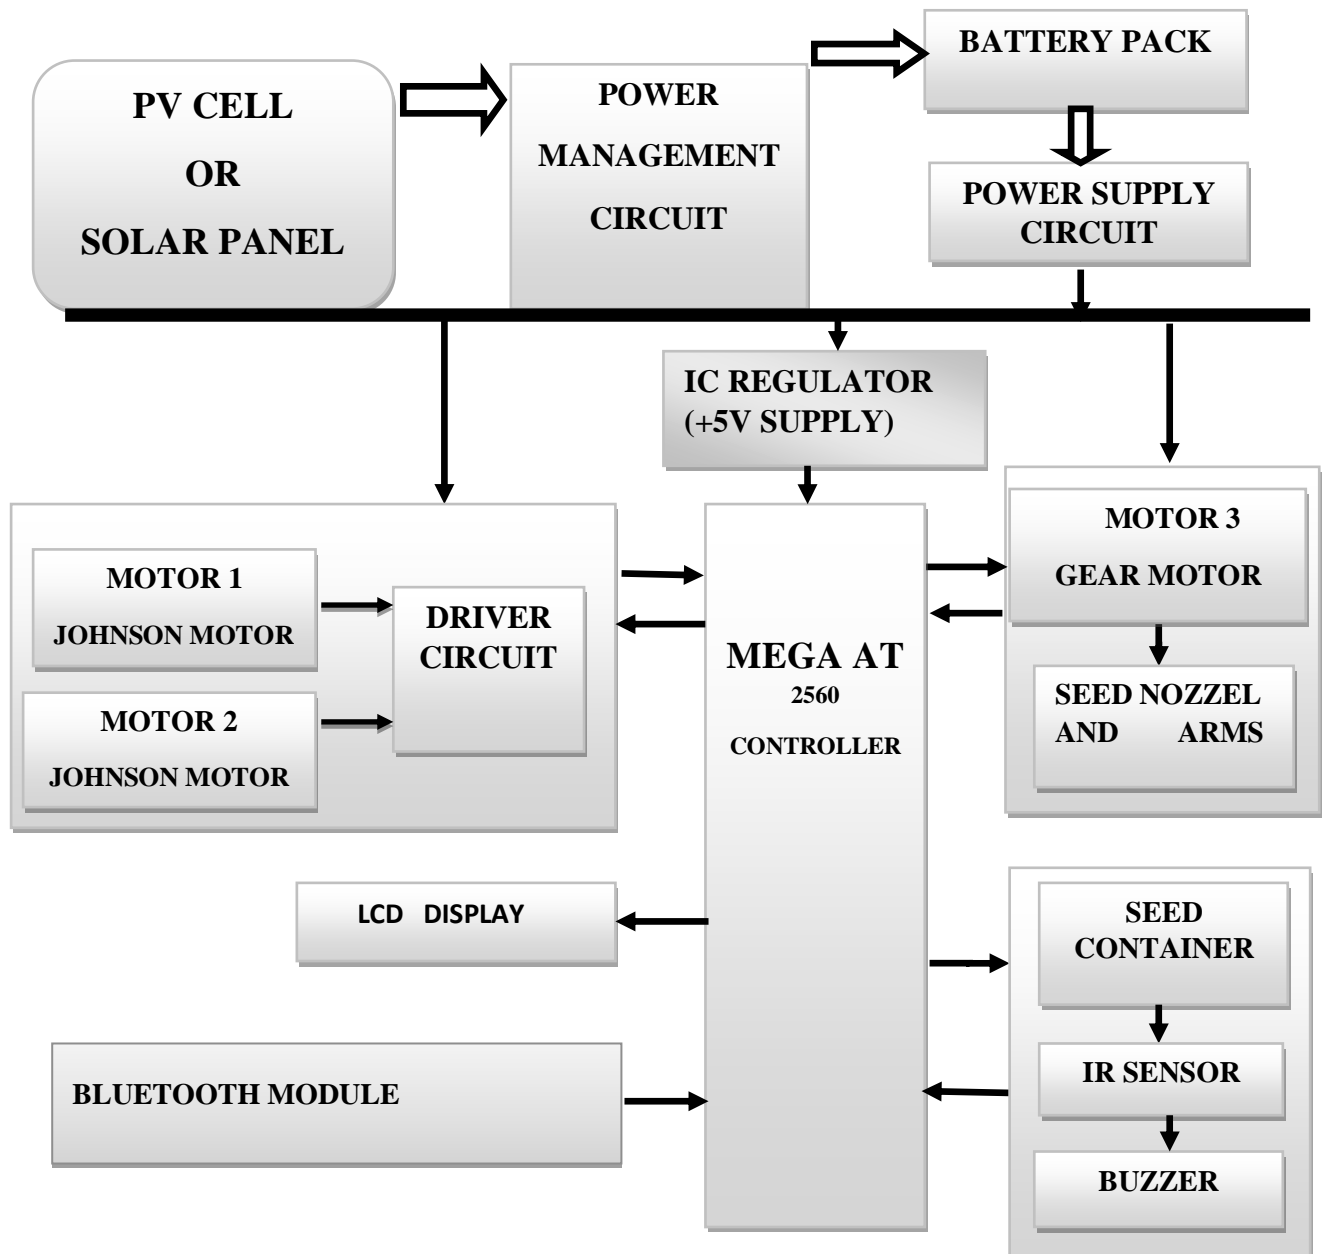 PV CELL
OR
SOLAR PANEL
POWER
MANAGEMENT
CIRCUIT
BATTERY PACK
POWER SUPPLY
CIRCUIT
IC REGULATOR
(+5V SUPPLY)
MOTOR 1
JOHNSON MOTOR
MOTOR 2
JOHNSON MOTOR
DRIVER
CIRCUIT
MEGA AT
2560
CONTROLLER
MOTOR 3
GEAR MOTOR
SEED NOZZEL
AND ARMS
LCD DISPLAY
BLUETOOTH MODULE
SEED
CONTAINER
IR SENSOR
BUZZER